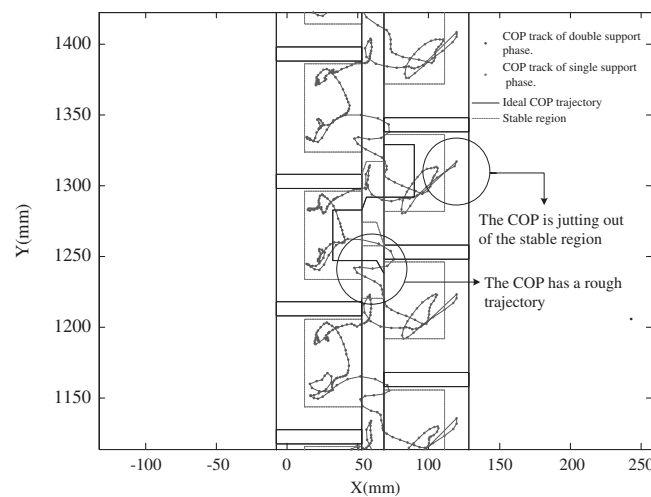 COP track of double support
phase.
COP track of single support
phase.
Ideal COP trajectory
Stable region
1400
1350
1300
1250
1200
1150
Y(mm)
The COP is jutting out
of the stable region
The COP has a rough
trajectory
-100 -50 0 50 100 150 200 250
X(mm)